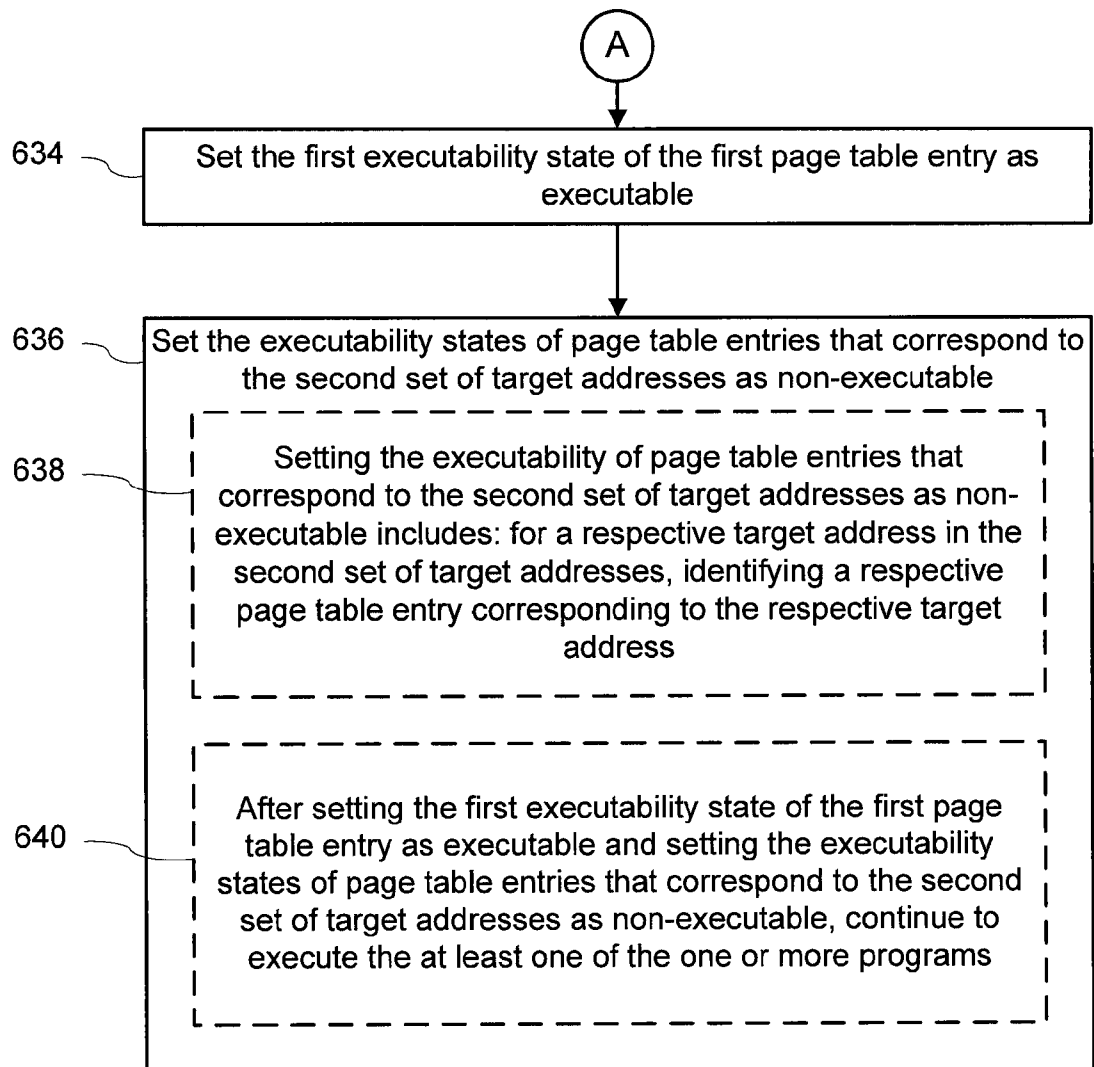 A
634
Set the first executability state of the first page table entry as
executable
636
Set the executability states of page table entries that correspond to
the second set of target addresses as non-executable
638
Setting the executability of page table entries that
correspond to the second set of target addresses as non-
executable includes: for a respective target address in the
second set of target addresses, identifying a respective
page table entry corresponding to the respective target
address
640
After setting the first executability state of the first page
table entry as executable and setting the executability
states of page table entries that correspond to the second
set of target addresses as non-executable, continue to
execute the at least one of the one or more programs